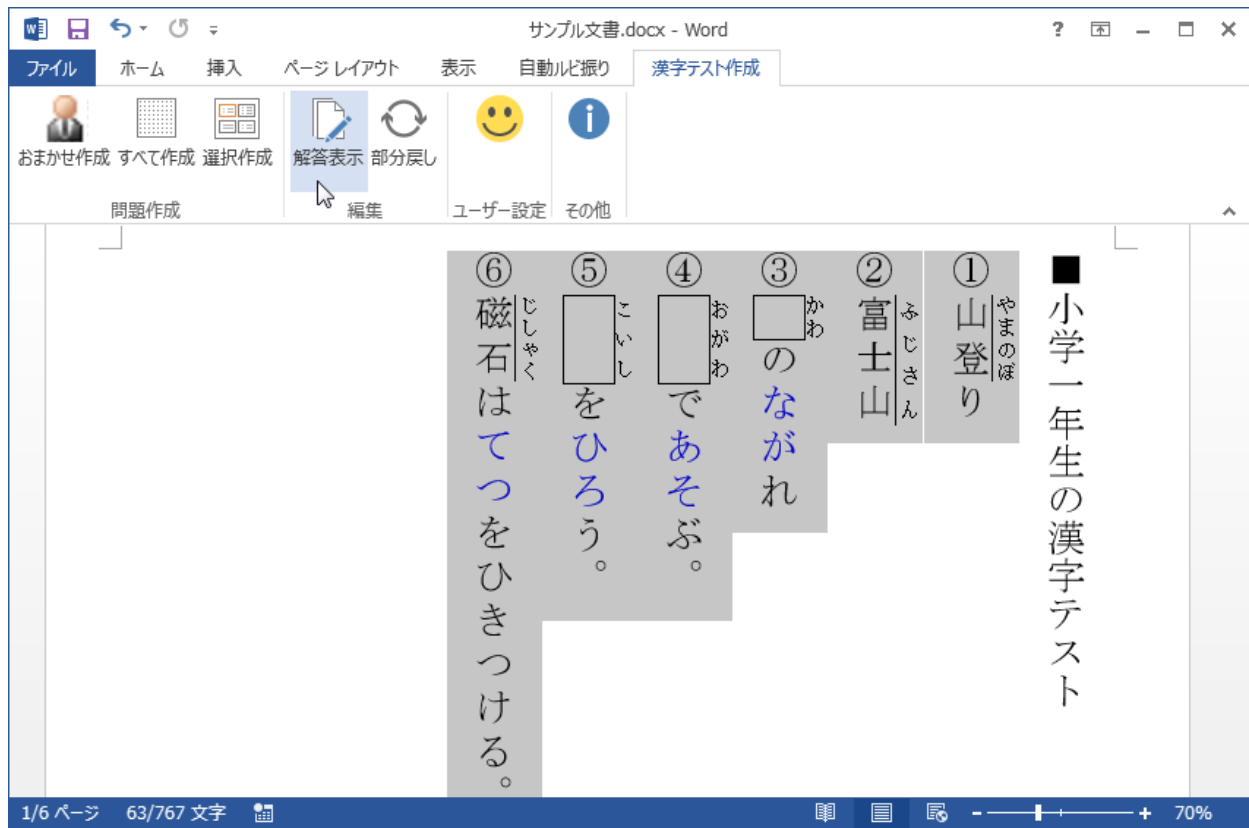 サンプル文書.docx - Word
ファイル ホーム 挿入 ページ レイアウト 表示 自動ルビ振り 漢字テスト作成
おまかせ作成 すべて作成 選択作成 解答表示 部分戻し
問題作成 編集 ユーザー設定 その他
■小学一年生の漢字テスト
①山登り
やまのぼ
②富士山
ふじさん
③のながれ
かわ
④であそぶ。
おがわ
⑤をひろう。
こいし
⑥磁石はてつをひきつける。
じしゃく
1/6 ページ 63/767 文字 70%